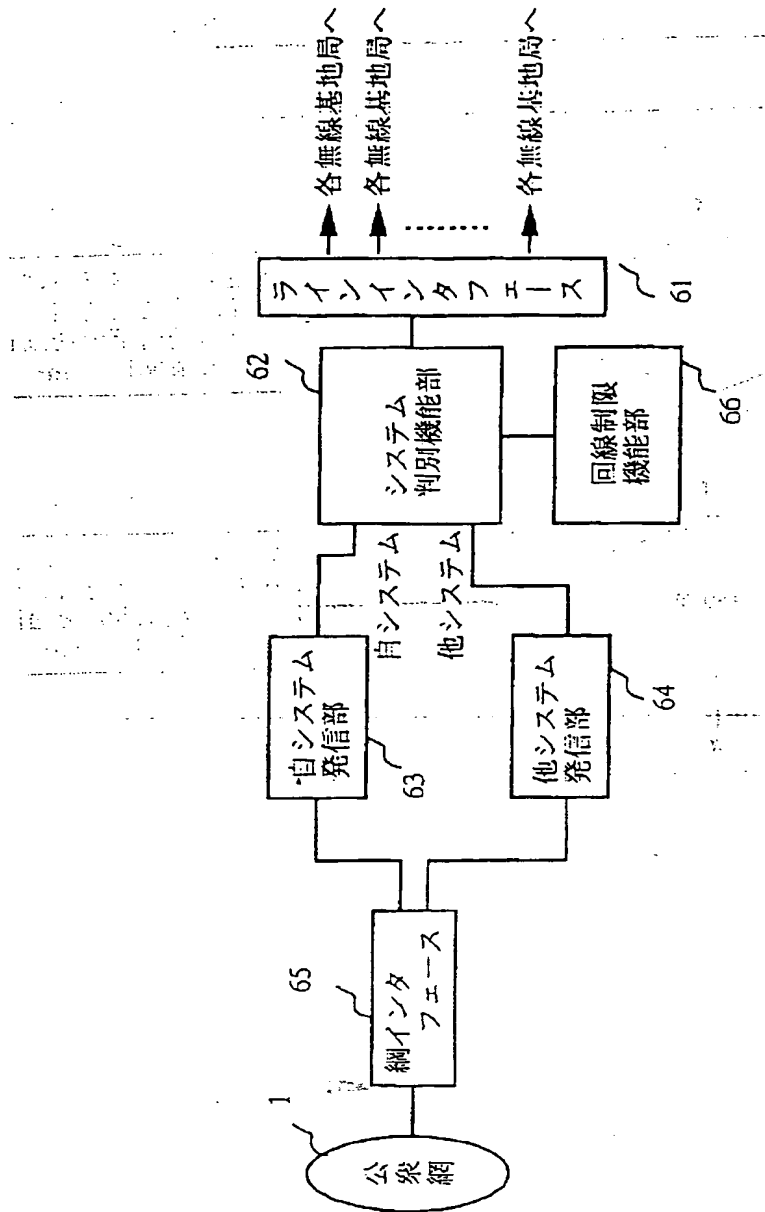 1
公衆網
65
網インタ
フェース
自システム
発信部
63
他システム
発信部
64
自システム
他システム
62
システム
判別機能部
回線制限
機能部
66
ラインインタフェース
61
各無線基地局へ
各無線基地局へ
………
各無線基地局へ